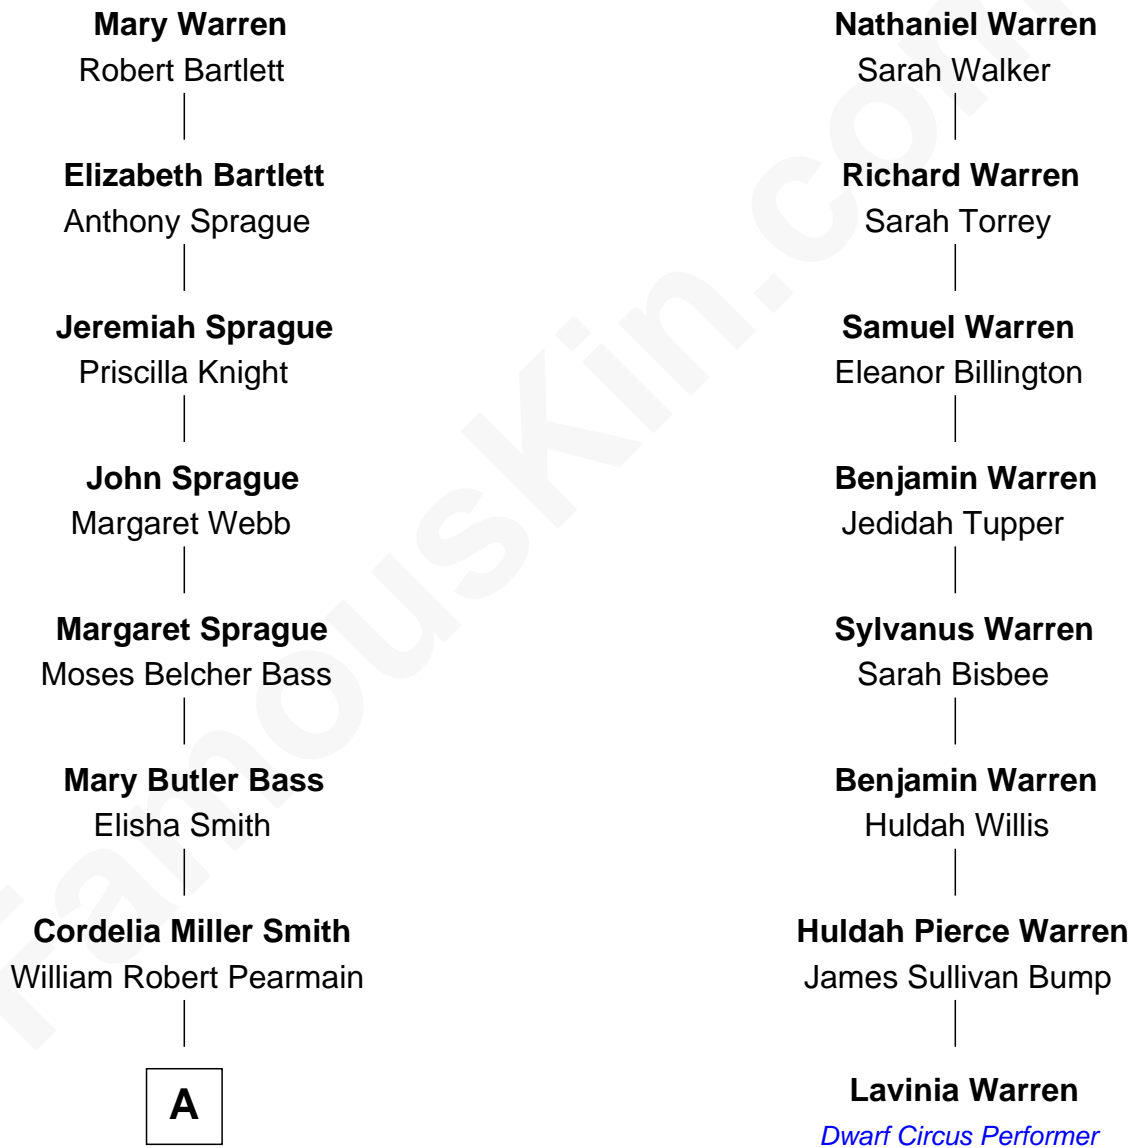 Mary Warren
Robert Bartlett
Elizabeth Bartlett
Anthony Sprague
Jeremiah Sprague
Priscilla Knight
John Sprague
Margaret Webb
Margaret Sprague
Moses Belcher Bass
Mary Butler Bass
Elisha Smith
Cordelia Miller Smith
William Robert Pearmain
A
Nathaniel Warren
Sarah Walker
Richard Warren
Sarah Torrey
Samuel Warren
Eleanor Billington
Benjamin Warren
Jedidah Tupper
Sylvanus Warren
Sarah Bisbee
Benjamin Warren
Huldah Willis
Huldah Pierce Warren
James Sullivan Bump
Lavinia Warren
Dwarf Circus Performer
FamousKin.com